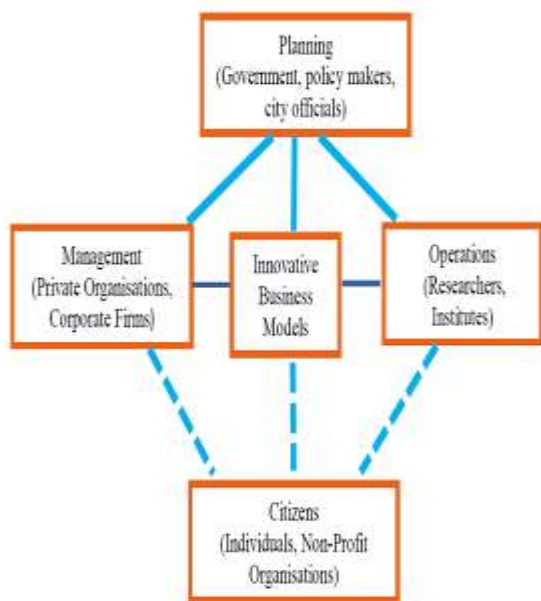 Planning
(Government, policy makers,
city officials)
Management
(Private Organisations,
Corporate Firms)
Innovative
Business
Models
Operations
(Researchers,
Institutes)
Citizens
(Individuals, Non-Profit
Organisations)